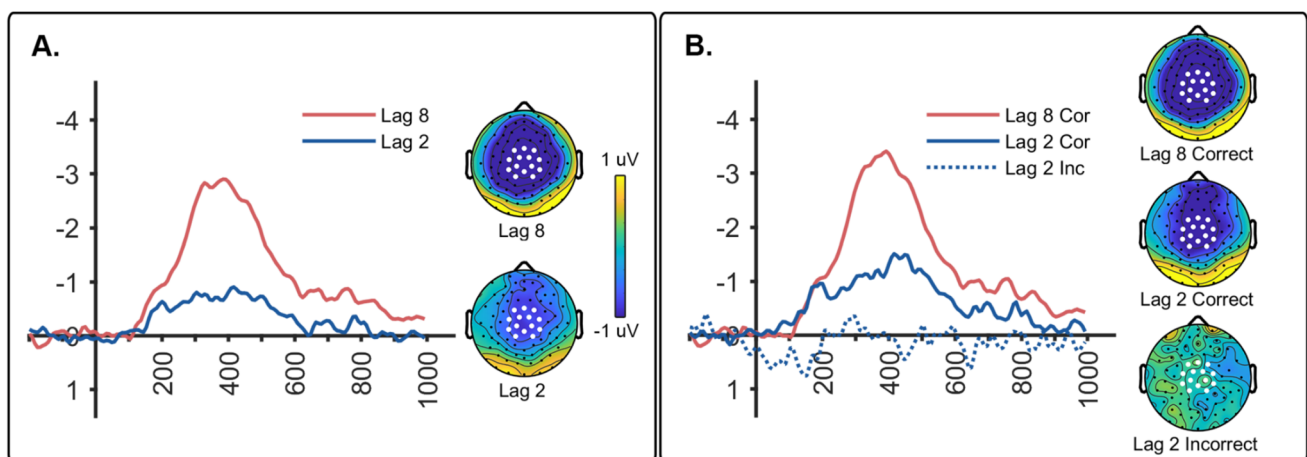 A.
-4
-3
-2
-1
0
1
200
400
600
800
1000
Lag 8
Lag 2
Lag 8
1 uV
-1 uV
Lag 2
B.
-4
-3
-2
-1
0
1
200
400
600
800
1000
Lag 8 Cor
Lag 2 Cor
Lag 2 Inc
Lag 8 Correct
Lag 2 Correct
Lag 2 Incorrect